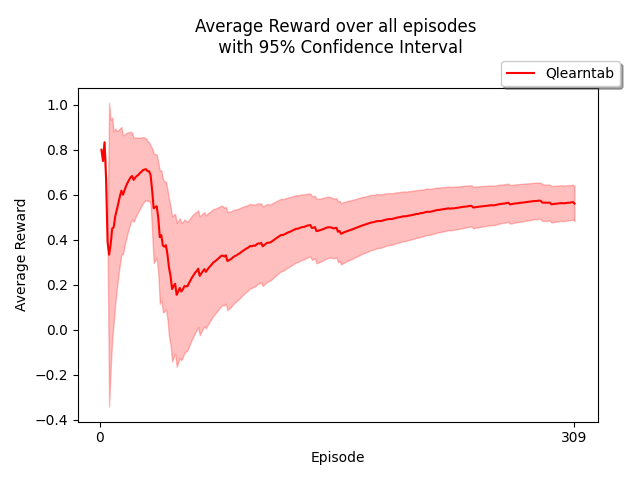 Average Reward over all episodes
with 95% Confidence Interval
Qlearntab
1.0
0.8
0.6
0.4
0.2
0.0
−0.2
−0.4
Average Reward
0
309
Episode